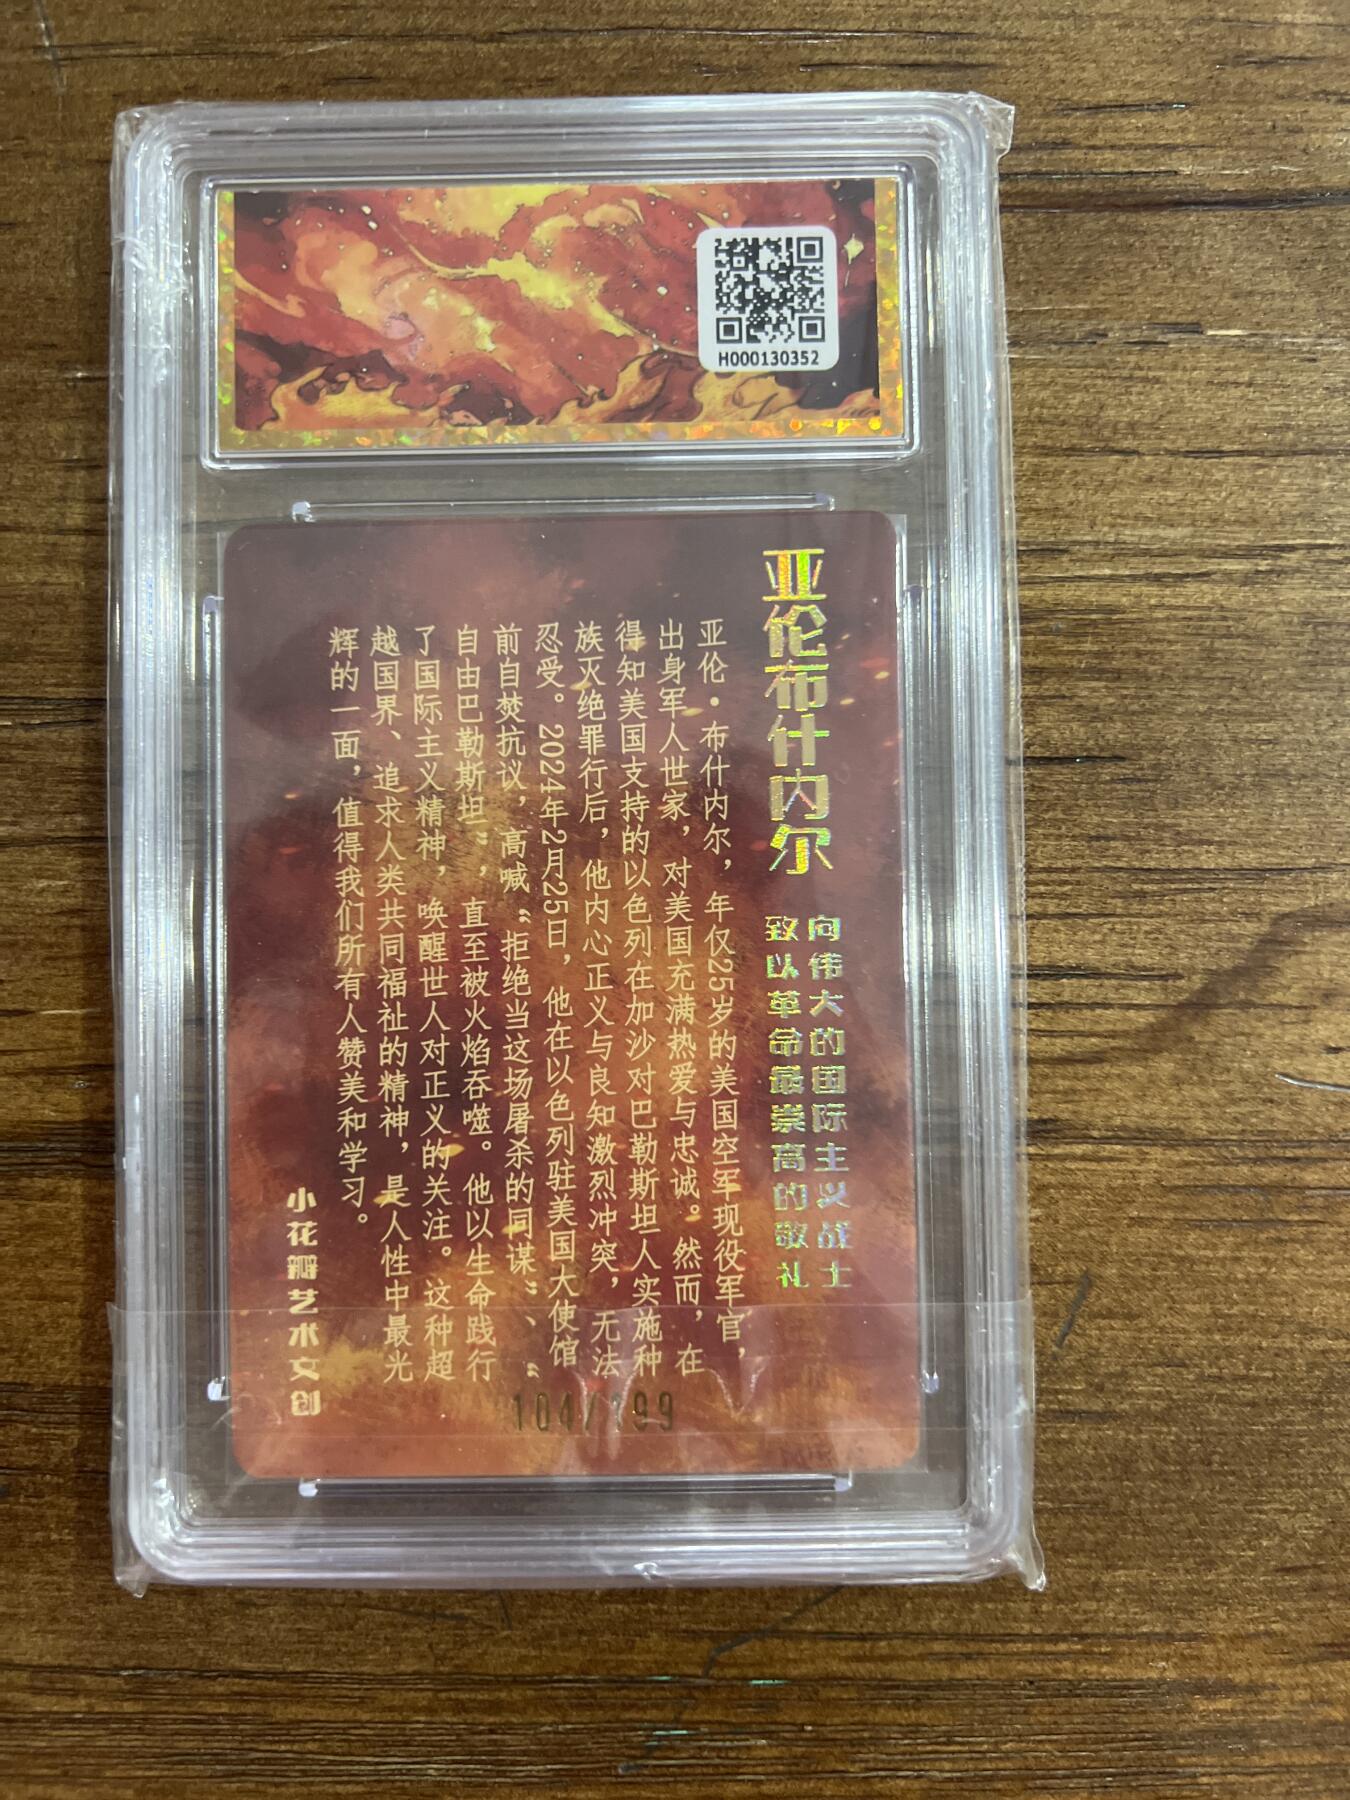 H000130352
亚伦布什内尔
向伟大的国际主义战士
致以革命最崇高的敬礼
亚伦·布什内尔，年仅25岁的美国空军现役军官，
出身军人世家，对美国充满热爱与忠诚。然而，在
得知美国支持的以色列在加沙对巴勒斯坦人实施种
族灭绝罪行后，他内心正义与良知激烈冲突，无法
忍受。2024年2月25日，他在以色列驻美国大使馆
前自焚抗议，高喊“拒绝当这场屠杀的同谋”、“
自由巴勒斯坦”，直至被火焰吞噬。他以生命践行
了国际主义精神，唤醒世人对正义的关注。这种超
越国界、追求人类共同福祉的精神，是人性中最光
辉的一面，值得我们所有人赞美和学习。
小花瓣艺术文创
104/199